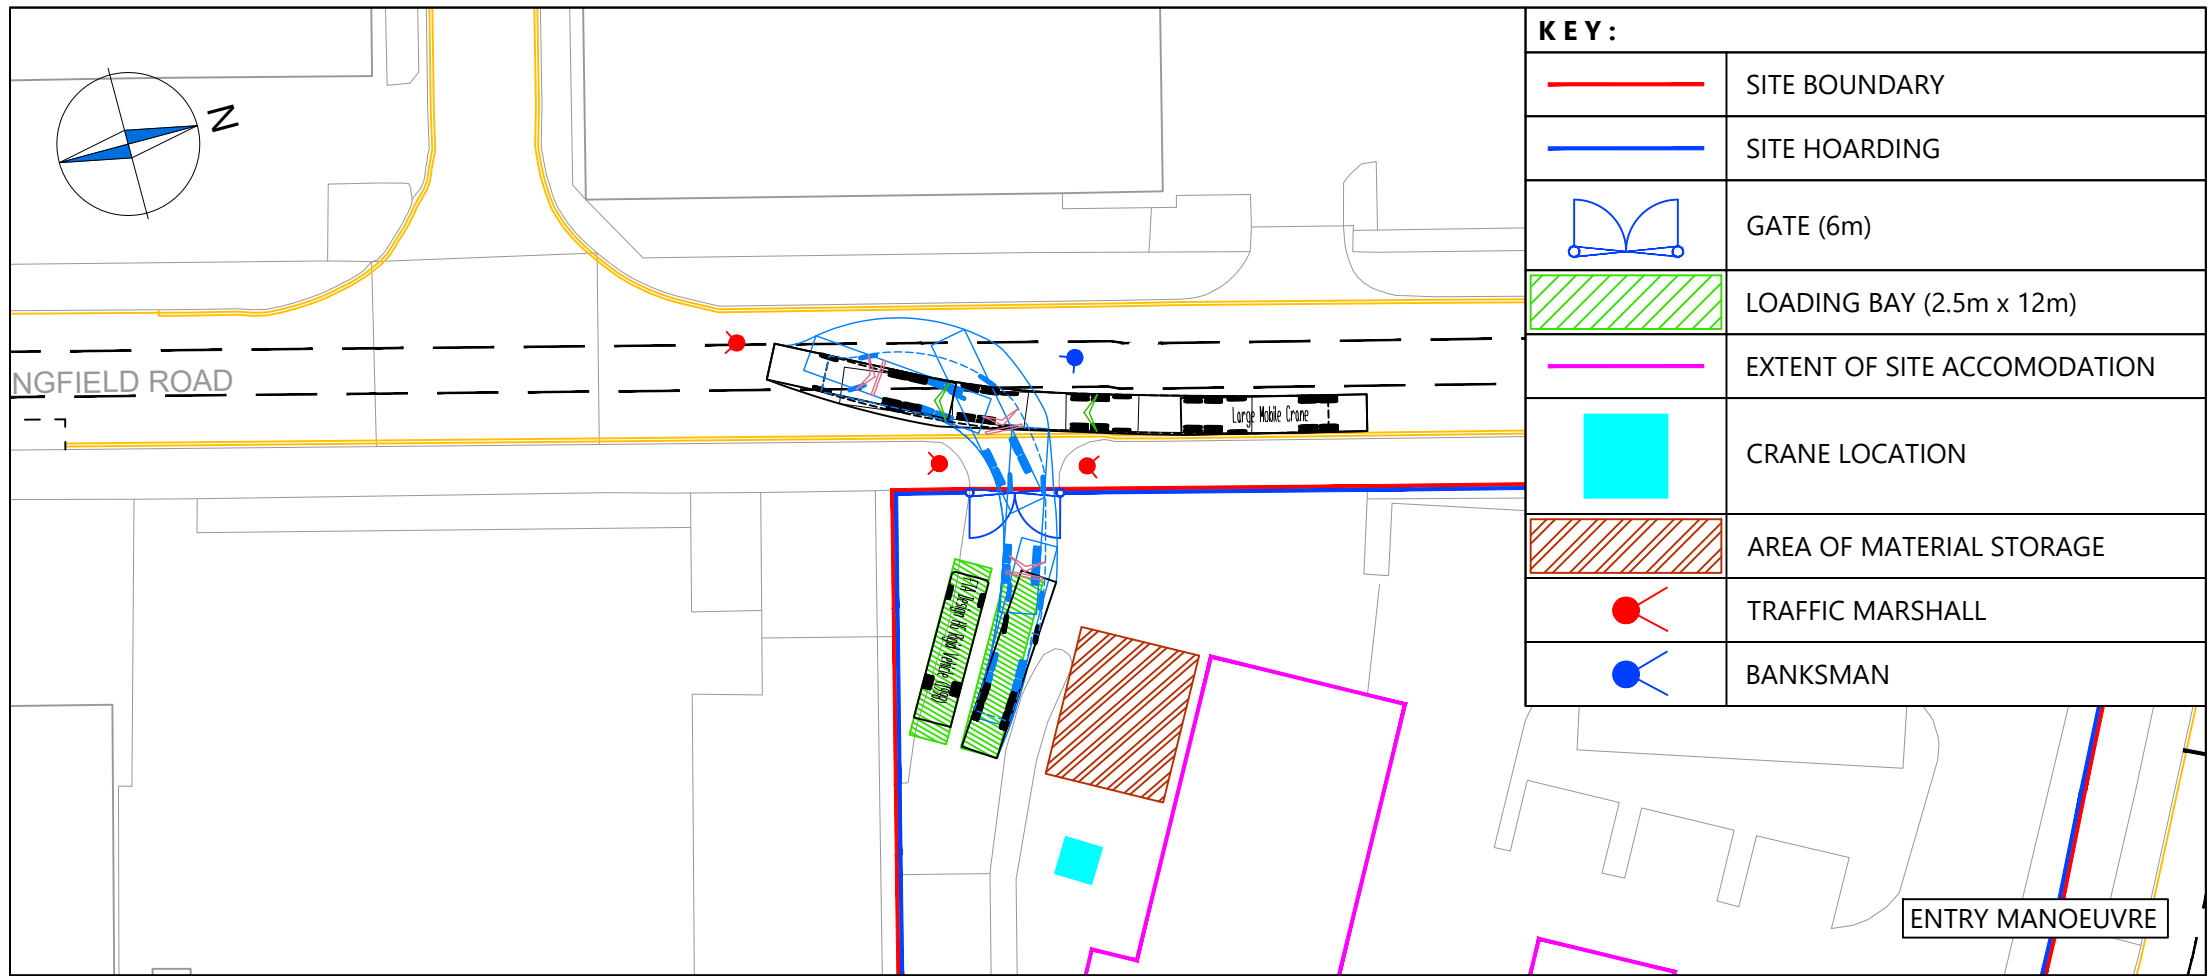 N
NGFIELD ROAD
Large Mobile Crane
KEY:
SITE BOUNDARY
SITE HOARDING
GATE (6m)
LOADING BAY (2.5m x 12m)
EXTENT OF SITE ACCOMODATION
CRANE LOCATION
AREA OF MATERIAL STORAGE
TRAFFIC MARSHALL
BANKSMAN
ENTRY MANOEUVRE